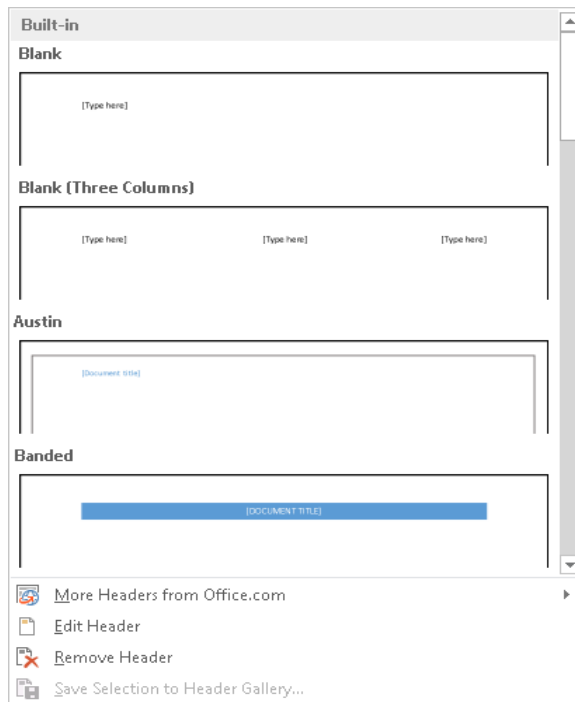 Built-in
Blank
[Type here]
Blank (Three Columns)
[Type here] [Type here] [Type here]
Austin
[Document title]
Banded
[DOCUMENT TITLE]
More Headers from Office.com
Edit Header
Remove Header
Save Selection to Header Gallery...